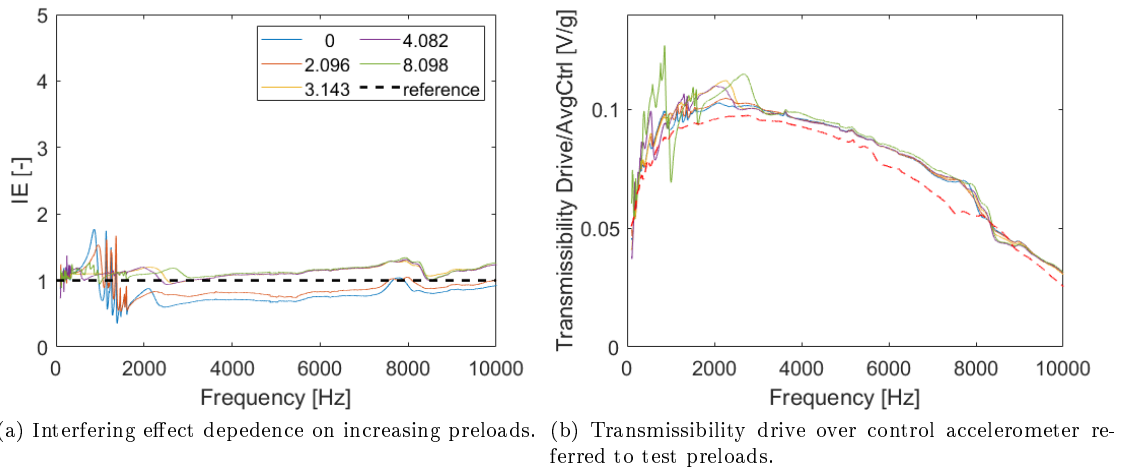 5
4
3
2
1
0
IE [-]
0
2.096
3.143
4.082
8.098
reference
0 2000 4000 6000 8000 10000
Frequency [Hz]
0.1
0.05
0
Transmissibility Drive/AvgCtrl [V/g]
0 2000 4000 6000 8000 10000
Frequency [Hz]
a) Interfering effect depedence on increasing preloads.
(b) Transmissibility drive over control accelerometer re-
ferred to test preloads.